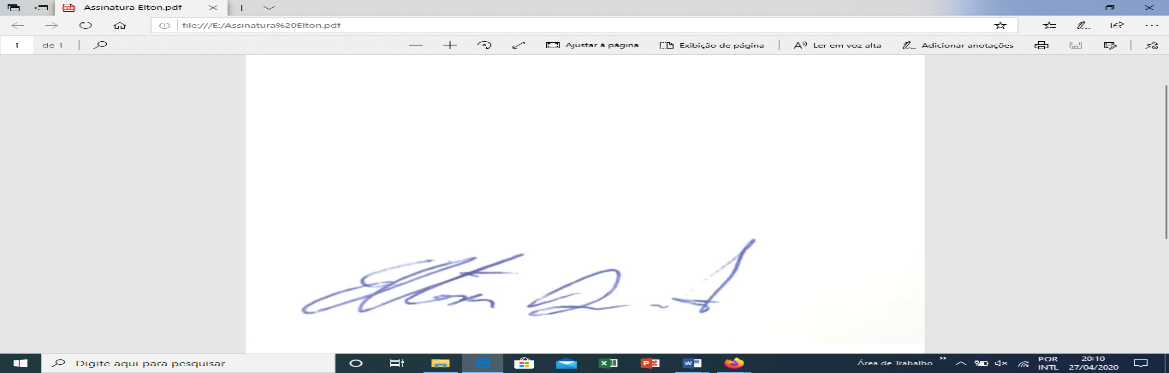 Assinatura Elton.pdf
file:///E:/Assinatura%20Elton.pdf
1 de 1 Ajustar à página Exibição de página A Ler em voz alta Adicionar anotações
Elton
Digite aqui para pesquisar Área de Trabalho POR 20:10
INTL 27/04/2020